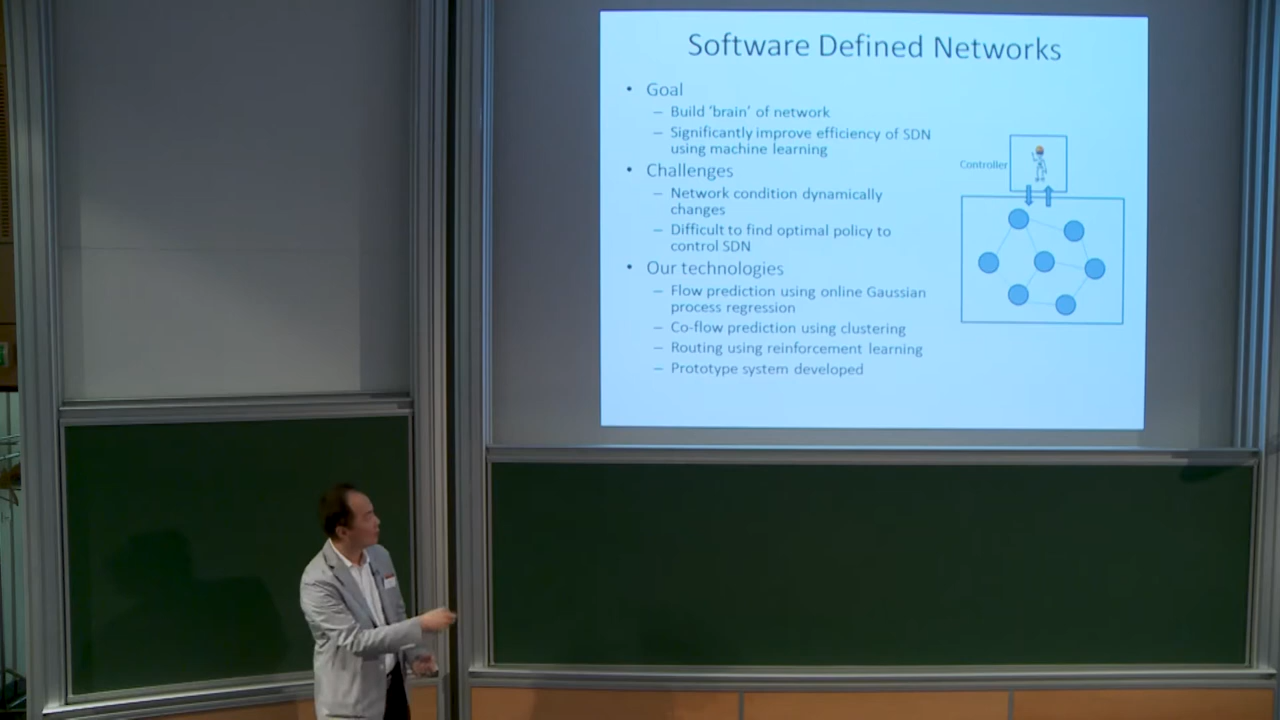 Software Defined Networks
• Goal
– Build ‘brain’ of network
– Significantly improve efficiency of SDN
using machine learning
• Challenges
– Network condition dynamically
changes
– Difficult to find optimal policy to
control SDN
• Our technologies
– Flow prediction using online Gaussian
process regression
– Co-flow prediction using clustering
– Routing using reinforcement learning
– Prototype system developed
Controller